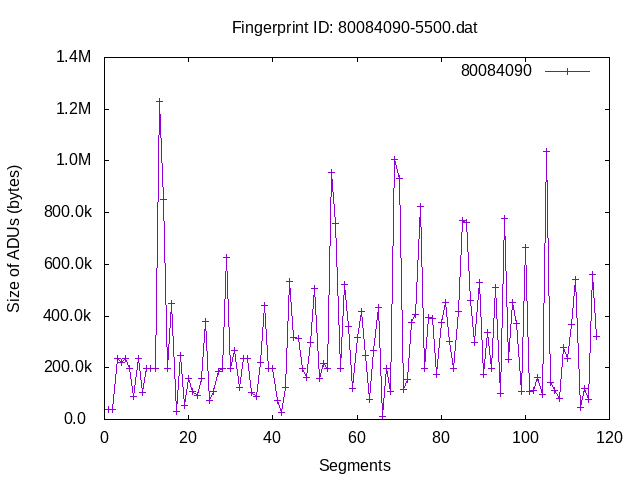 Fingerprint ID: 80084090-5500.dat
80084090
1.4M
1.2M
1.0M
800.0k
600.0k
400.0k
200.0k
0.0
0 20 40 60 80 100 120
Size of ADUs (bytes)
Segments